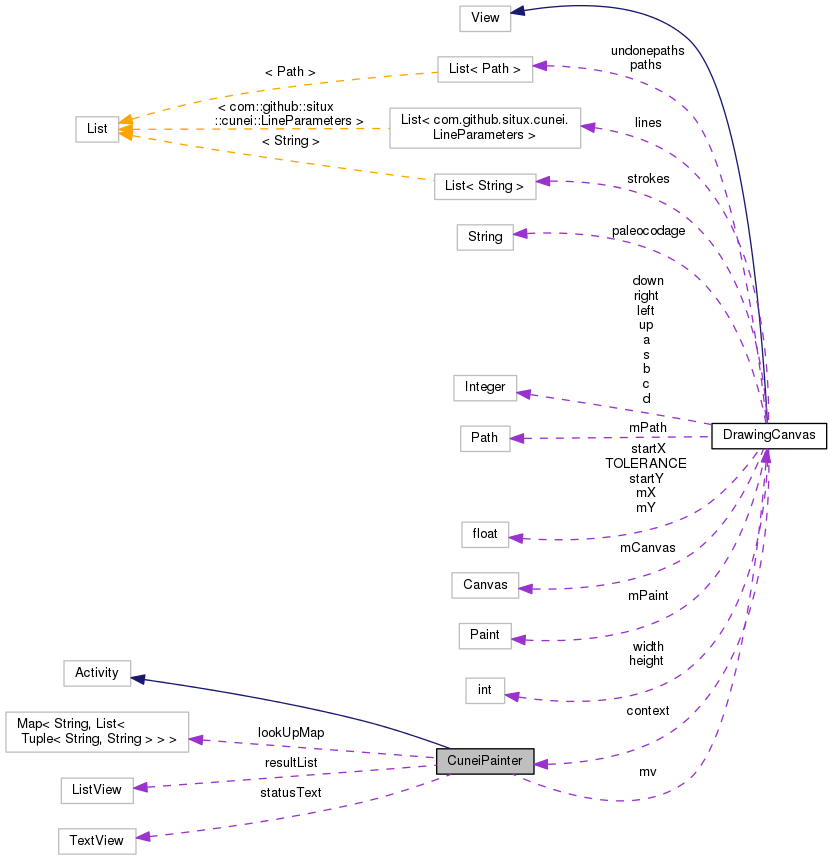 View
undonepaths
paths
List< Path >
< Path >
< com::github::situx
::cunei::LineParameters >
List< com.github.situx.cunei.
LineParameters >
lines
List
< String >
strokes
List< String >
paleocodage
String
down
right
left
up
a
s
b
c
d
Integer
mPath
Path
DrawingCanvas
startX
TOLERANCE
startY
mX
mY
float
mCanvas
Canvas
mPaint
Paint
width
height
int
Activity
context
Map< String, List<
Tuple< String, String > > >
lookUpMap
CuneiPainter
resultList
mv
ListView
statusText
TextView